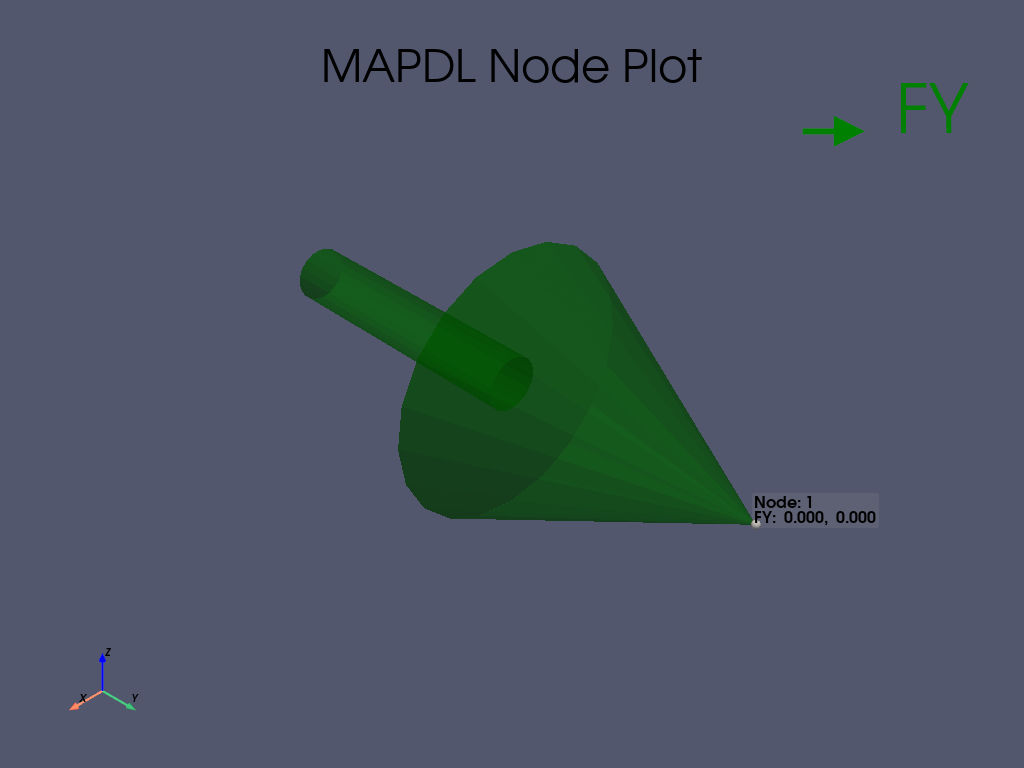 MAPDL Node Plot
FY
Node: 1
FY: 0.000, 0.000
Z
X
Y